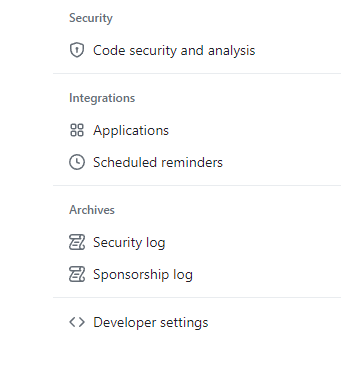 Security
Code security and analysis
Integrations
Applications
Scheduled reminders
Archives
Security log
Sponsorship log
Developer settings